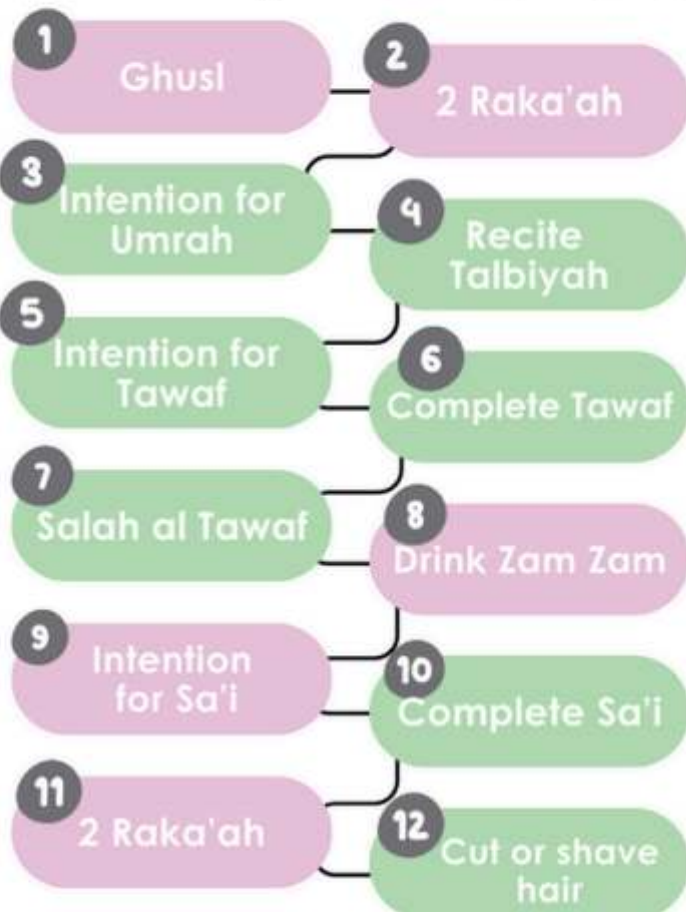 1
Ghusl
2
2 Raka'ah
3
Intention for
Umrah
4
Recite
Talbiyah
5
Intention for
Tawaf
6
Complete Tawaf
7
Salah al Tawaf
8
Drink Zam Zam
9
Intention
for Sa'i
10
Complete Sa'i
11
2 Raka'ah
12
Cut or shave
hair